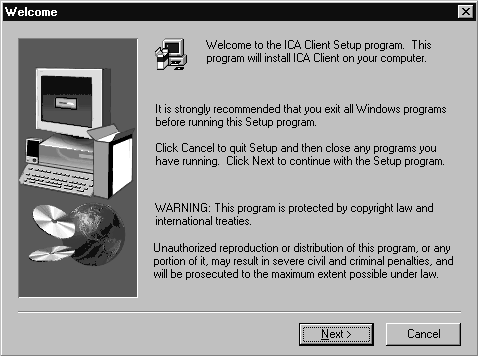 Welcome
Welcome to the ICA Client Setup program. This
program will install ICA Client on your computer.
It is strongly recommended that you exit all Windows programs
before running this Setup program.
Click Cancel to quit Setup and then close any programs you
have running. Click Next to continue with the Setup program.
WARNING: This program is protected by copyright law and
international treaties.
Unauthorized reproduction or distribution of this program, or any
portion of it, may result in severe civil and criminal penalties, and
will be prosecuted to the maximum extent possible under law.
Next >
Cancel